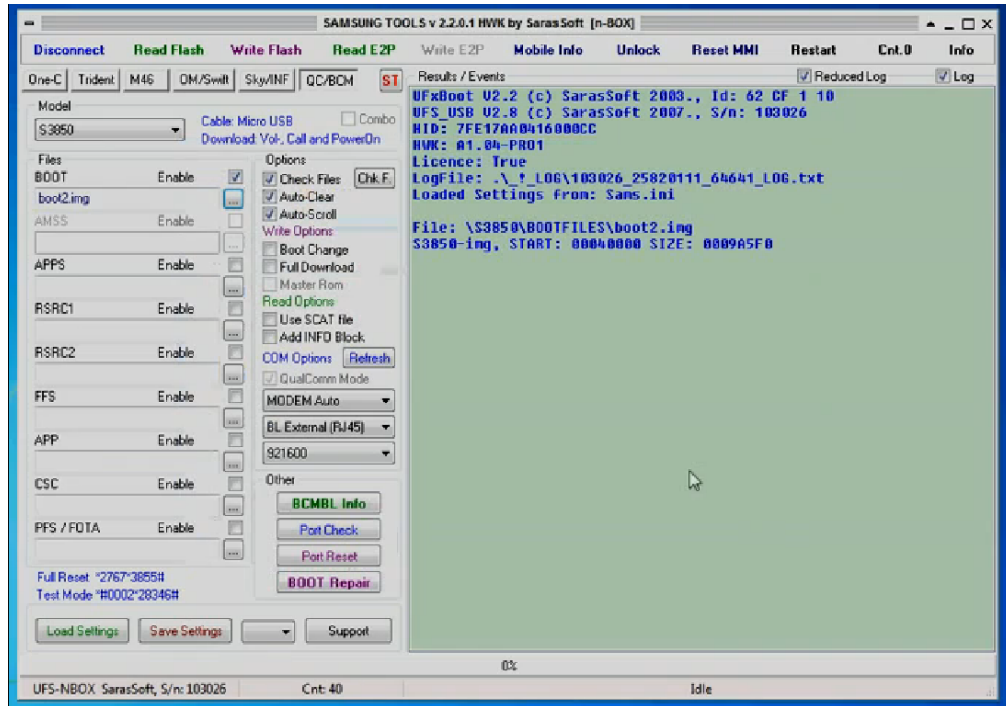 SAMSUNG TOOLS v 2.2.0.1 HWK by SarasSoft [n-BOX]
Disconnect Read Flash Write Flash Read E2P Write E2P Mobile Info Unlock Reset MMI Restart Cnt.0 Info
One-C Trident M46 OM/Swift Sky/INF QC/BCM ST
Results / Events Reduced Log Log
Model
S3850
Cable: Micro USB Combo
Download: Vol-, Call and PowerOn
Files
BOOT Enable
boot2.img ...
AMSS Enable
...
APPS Enable
...
RSRC1 Enable
...
RSRC2 Enable
...
FFS Enable
...
APP Enable
...
CSC Enable
...
PFS / FOTA Enable
...
Full Reset *2767*3855#
Test Mode *#0002*28346#
Options
Check Files Chk F.
Auto-Clear
Auto-Scroll
Write Options
Boot Change
Full Download
Master Rom
Read Options
Use SCAT file
Add INFO Block
COM Options Refresh
QualComm Mode
MODEM Auto
BL External (RJ45)
921600
Other
BCMBL Info
Port Check
Port Reset
BOOT Repair
Load Settings Save Settings Support
UFxBoot V2.2 (c) SarasSoft 2003., Id: 62 CF 1 10
UFS_USB V2.8 (c) SarasSoft 2007., S/n: 103026
HID: 7FE17AA0416000CC
HWK: A1.04-PRO1
Licence: True
LogFile: .\_!_LOG\103026_25820111_64641_LOG.txt
Loaded Settings from: Sams.ini
File: \S3850\BOOTFILES\boot2.img
S3850-img, START: 00040000 SIZE: 0009A5F0
0%
UFS-NBOX SarasSoft, S/n: 103026 Cnt: 40 Idle